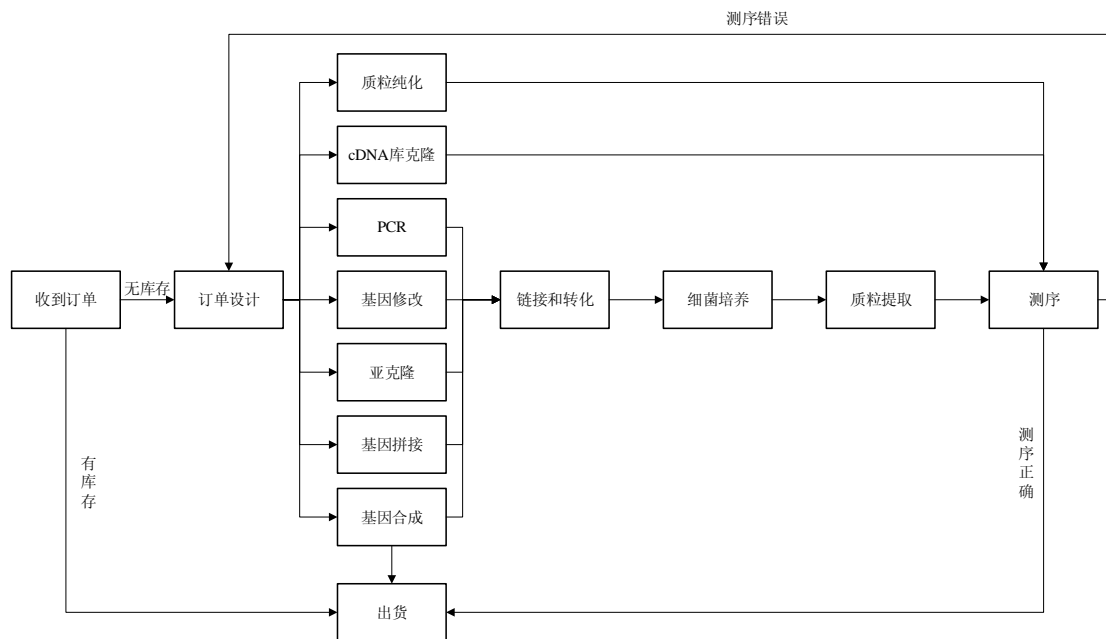 测序错误
质粒纯化
cDNA库克隆
PCR
收到订单
无库存
订单设计
基因修改
链接和转化
细菌培养
质粒提取
测序
亚克隆
基因拼接
有库存
测序正确
基因合成
出货